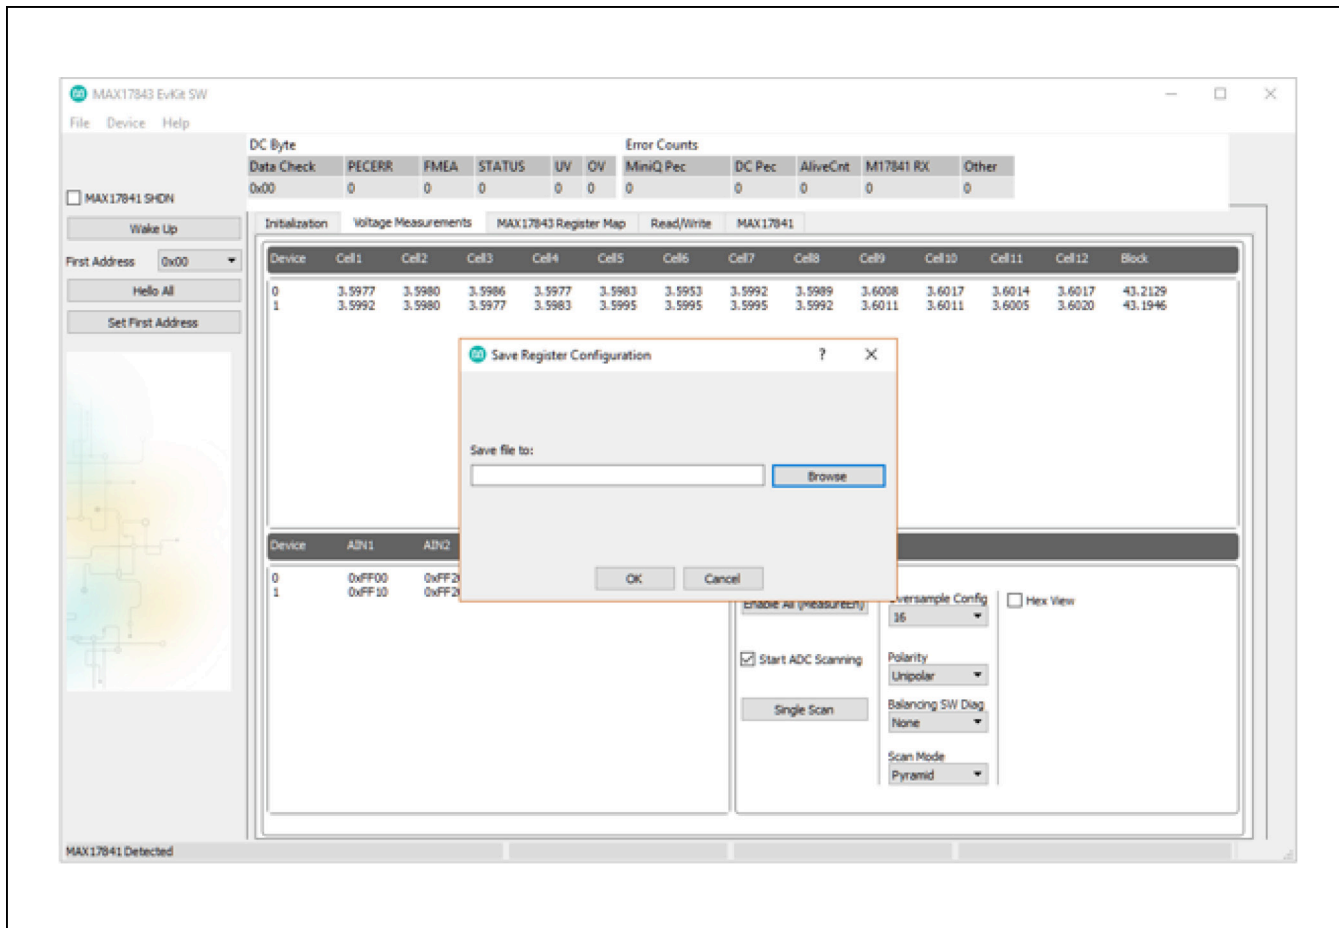 MAX17843 EvKit SW
File Device Help
DC Byte Error Counts
Data Check PECERR FMEA STATUS UV OV MiniQ Pec DC Pec AliveCnt M17841 RX Other
0x00 0 0 0 0 0 0 0 0 0 0
MAX17841 SHDN
Wake Up
First Address 0x00
Hello All
Set First Address
Initialization Voltage Measurements MAX17843 Register Map Read/Write MAX17841
Device Cell1 Cell2 Cell3 Cell4 Cell5 Cell6 Cell7 Cell8 Cell9 Cell10 Cell11 Cell12 Block
0 3.5977 3.5980 3.5986 3.5977 3.5983 3.5953 3.5992 3.5989 3.6008 3.6017 3.6014 3.6017 43.2129
1 3.5992 3.5980 3.5977 3.5983 3.5995 3.5995 3.5995 3.5992 3.6011 3.6011 3.6005 3.6020 43.1946
Save Register Configuration ?
Save file to:
Browse
OK Cancel
Device AIN1 AIN2
0 0xFF00 0xFF2
1 0xFF10 0xFF2
Enable All (MeasureEn)
versample Config
16
Hex View
Start ADC Scanning
Polarity
Unipolar
Single Scan
Balancing SW Diag
None
Scan Mode
Pyramid
MAX17841 Detected